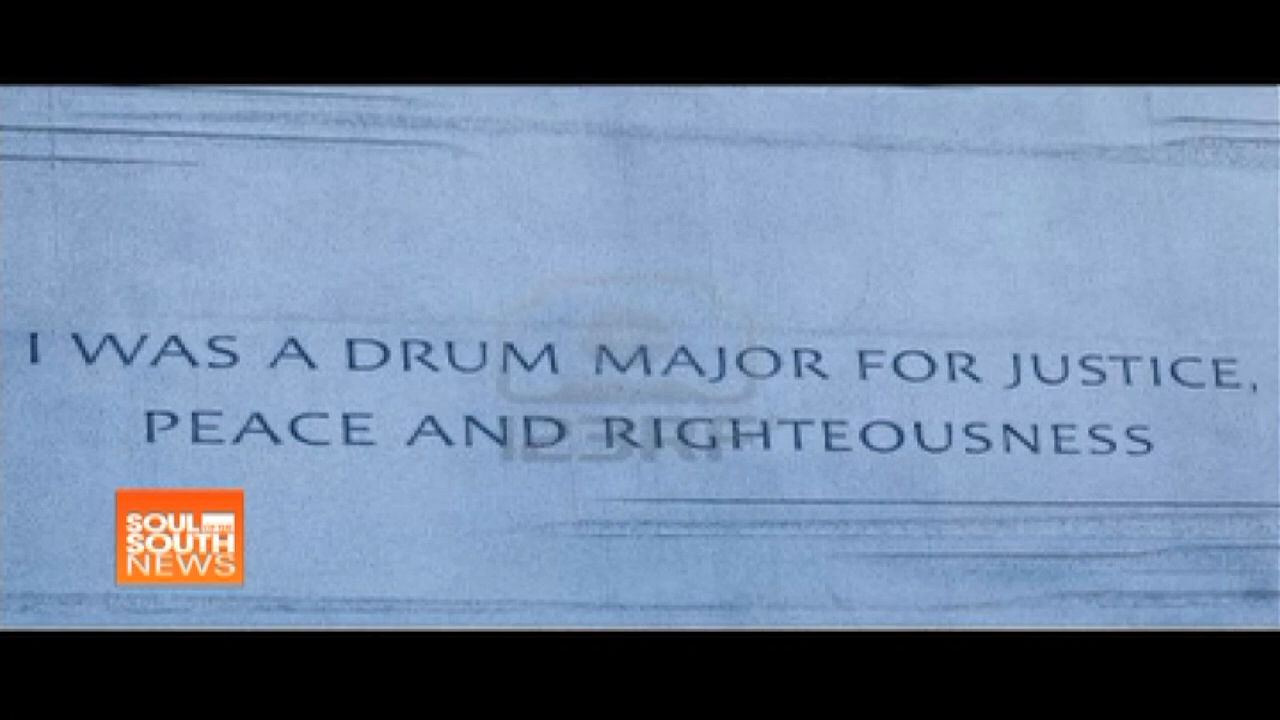 I WAS A DRUM MAJOR FOR JUSTICE,
PEACE AND RIGHTEOUSNESS
SOUL
SOUTH
NEWS